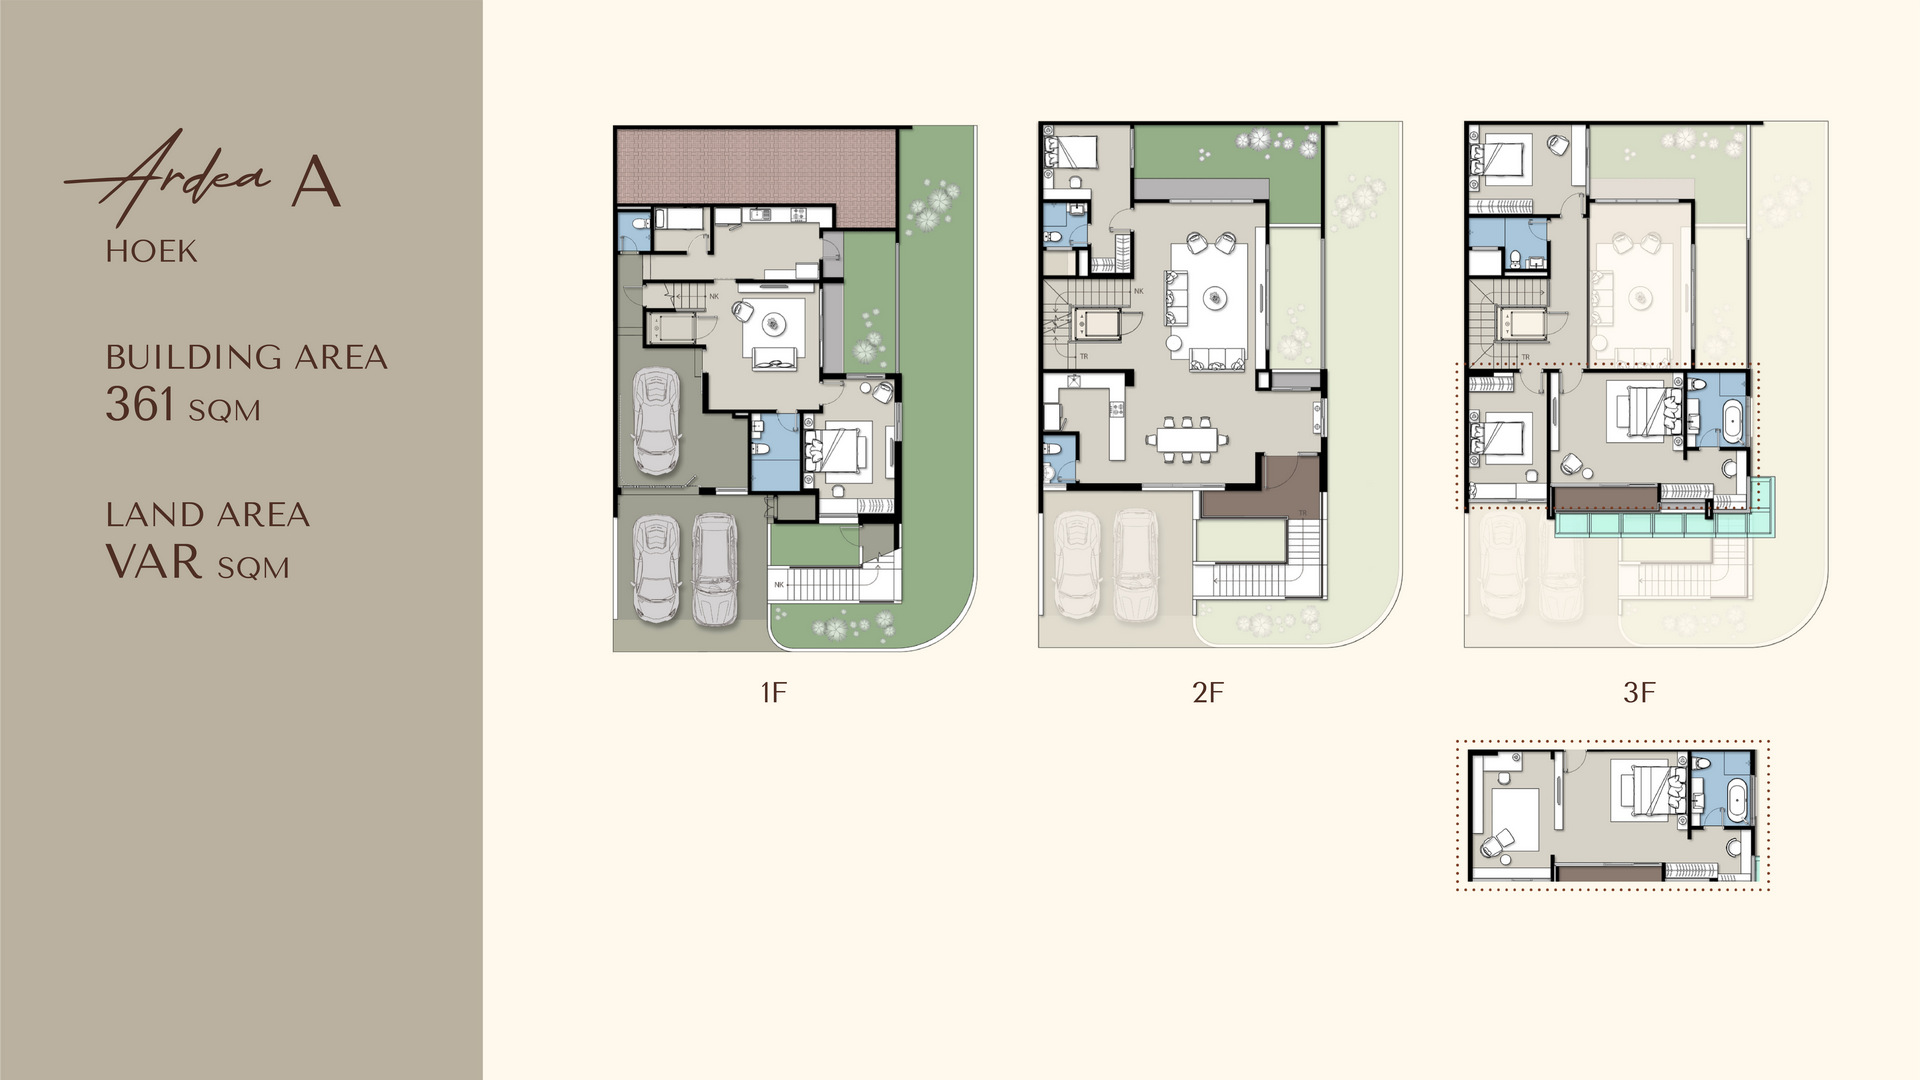 Ardea A
HOEK
BUILDING AREA
361 SQM
LAND AREA
VAR SQM
NK
NK
1F
NK
TR
TR
2F
TR
3F